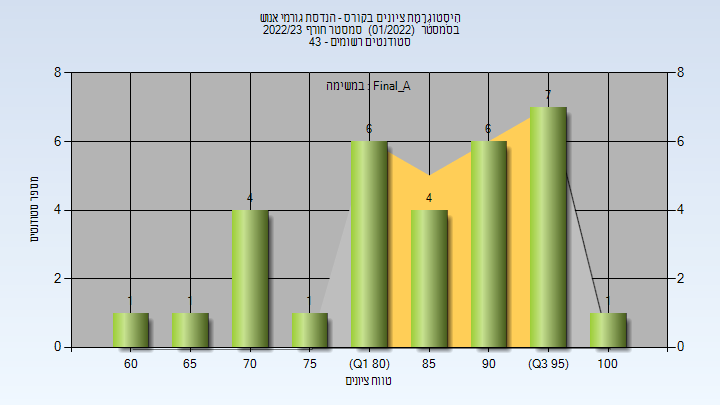 היסטוגרמת ציונים בקורס - הנדסת גורמי אנוש
בסמסטר (01/2022) סמסטר חורף 2022/23
סטודנטים רשומים - 43
במשימה : Final_A
8 8
6 6
4 4
2 2
0 0
מספר סטודנטים
1 1 4 1 6 4 6 7 1
60 65 70 75 (Q1 80) 85 90 (Q3 95) 100
טווח ציונים